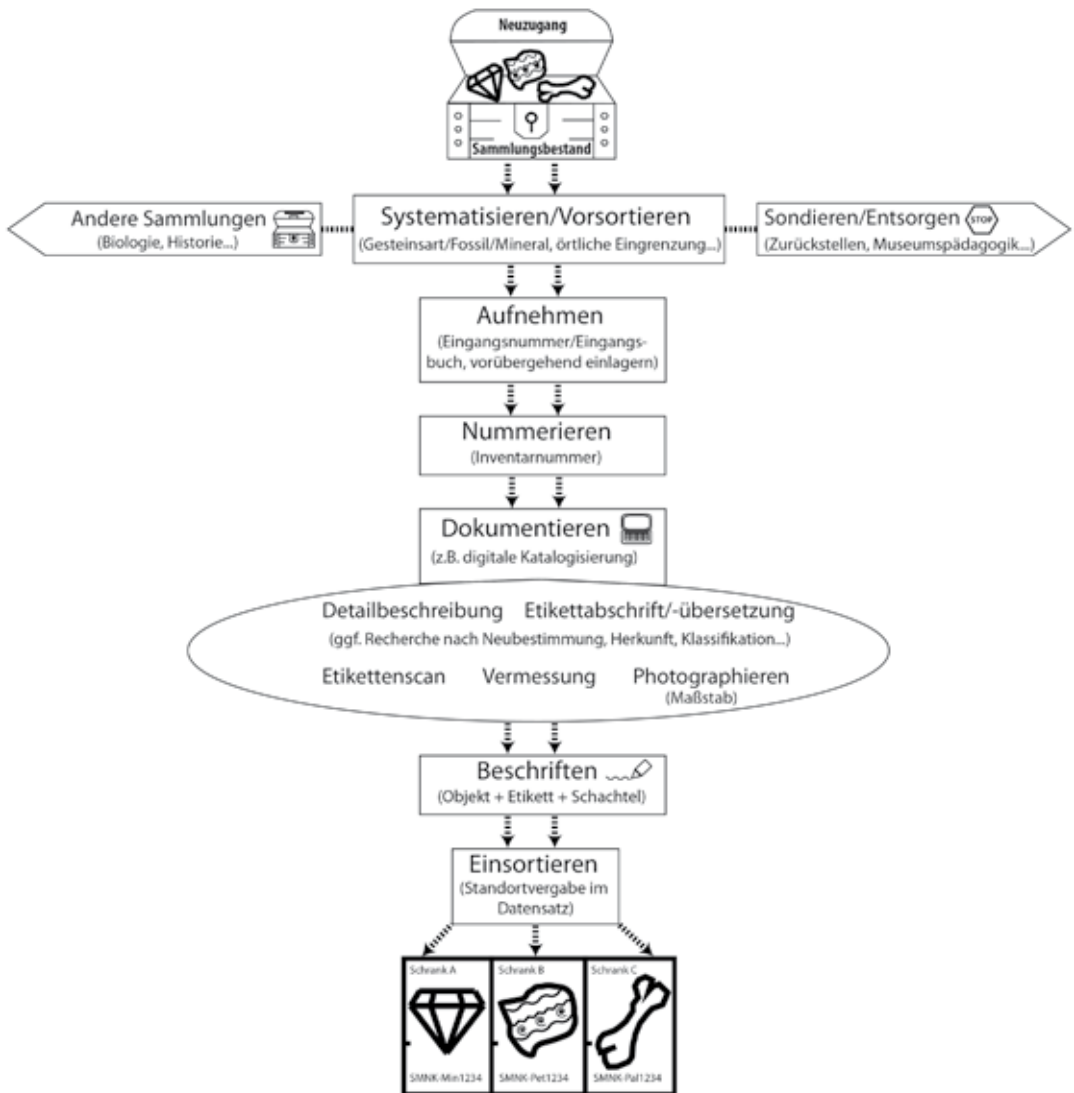 Neuzugang
Sammlungsbestand
Andere Sammlungen
(Biologie, Historie...)
Systematisieren/Vorsortieren
(Gesteinsart/Fossil/Mineral, örtliche Eingrenzung...)
Sondieren/Entsorgen
STOP
(Zurückstellen, Museumspädagogik...)
Aufnehmen
(Eingangsnummer/Eingangs-
buch, vorübergehend einlagern)
Nummerieren
(Inventarnummer)
Dokumentieren
(z.B. digitale Katalogisierung)
Detailbeschreibung Etikettabschrift/-übersetzung
(ggf. Recherche nach Neubestimmung, Herkunft, Klassifikation...)
Etikettenscan Vermessung Photographieren
(Maßstab)
Beschriften
(Objekt + Etikett + Schachtel)
Einsortieren
(Standortvergabe im
Datensatz)
Schrank A
SMNK-Min1234
Schrank B
SMNK-Pet1234
Schrank C
SMNK-Pal1234